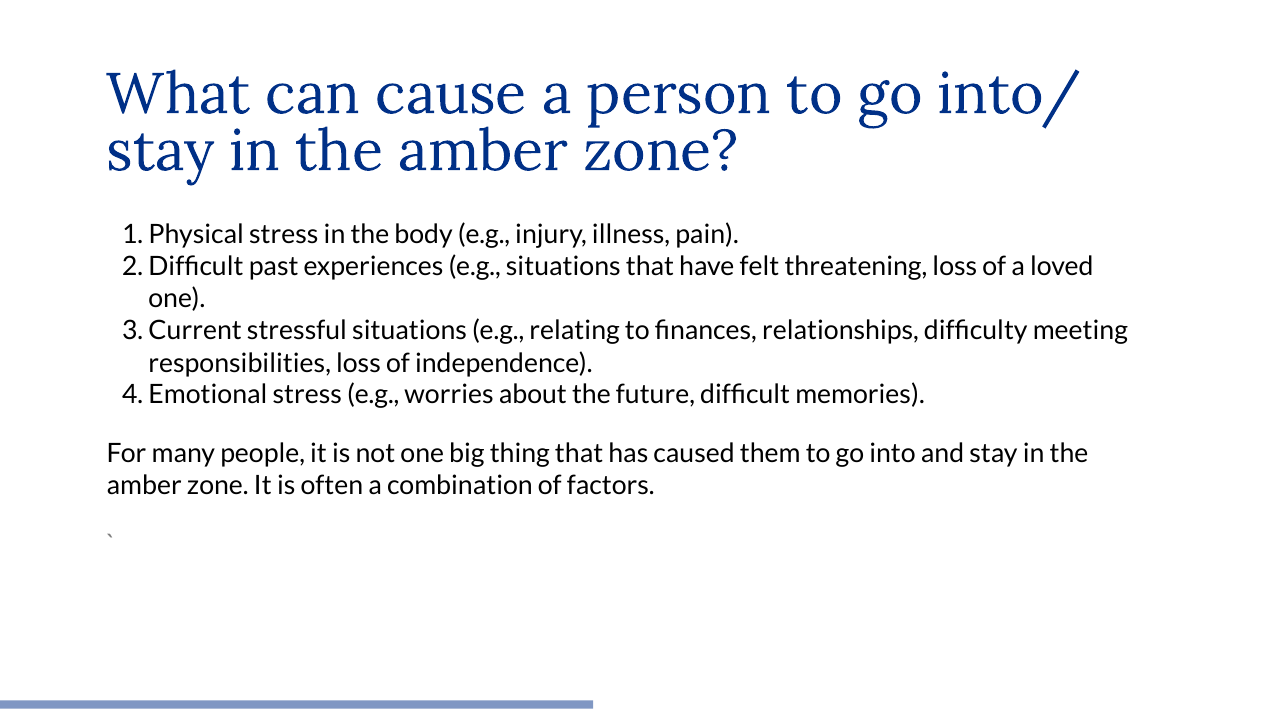 What can cause a person to go into/
stay in the amber zone?
1. Physical stress in the body (e.g., injury, illness, pain).
2. Difficult past experiences (e.g., situations that have felt threatening, loss of a loved
one).
3. Current stressful situations (e.g., relating to finances, relationships, difficulty meeting
responsibilities, loss of independence).
4. Emotional stress (e.g., worries about the future, difficult memories).
For many people, it is not one big thing that has caused them to go into and stay in the
amber zone. It is often a combination of factors.
`